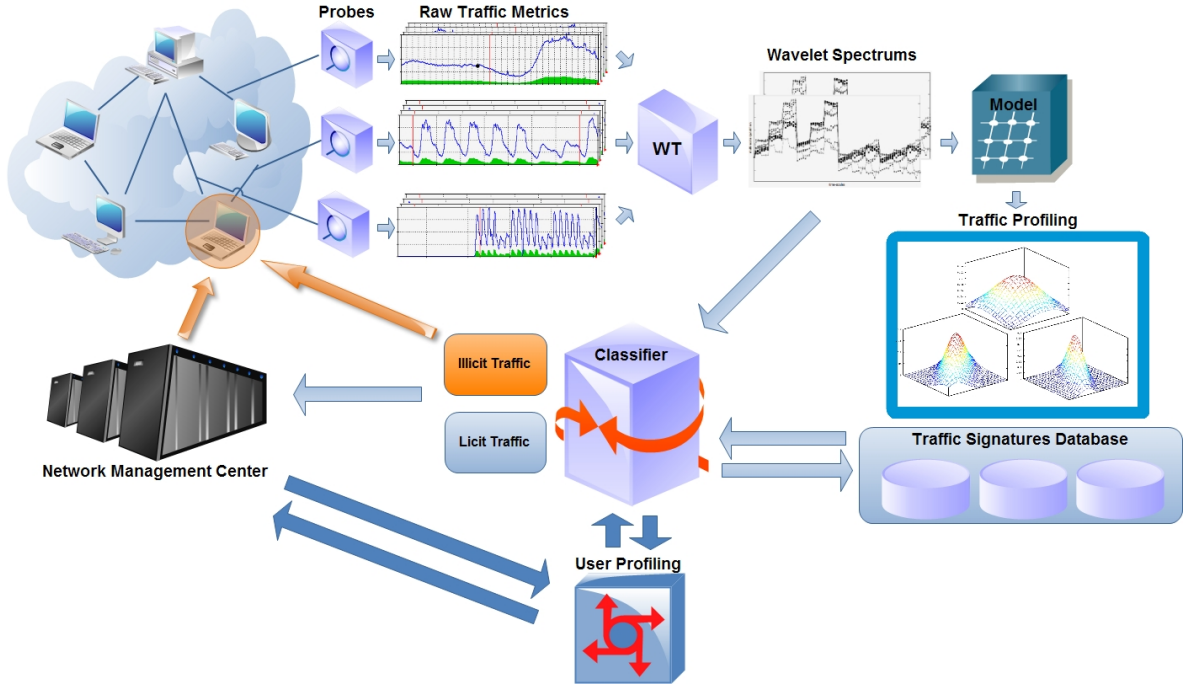 Probes
Raw Traffic Metrics
Wavelet Spectrums
WT
Model
Traffic Profiling
Illicit Traffic
Classifier
Licit Traffic
Traffic Signatures Database
Network Management Center
User Profiling